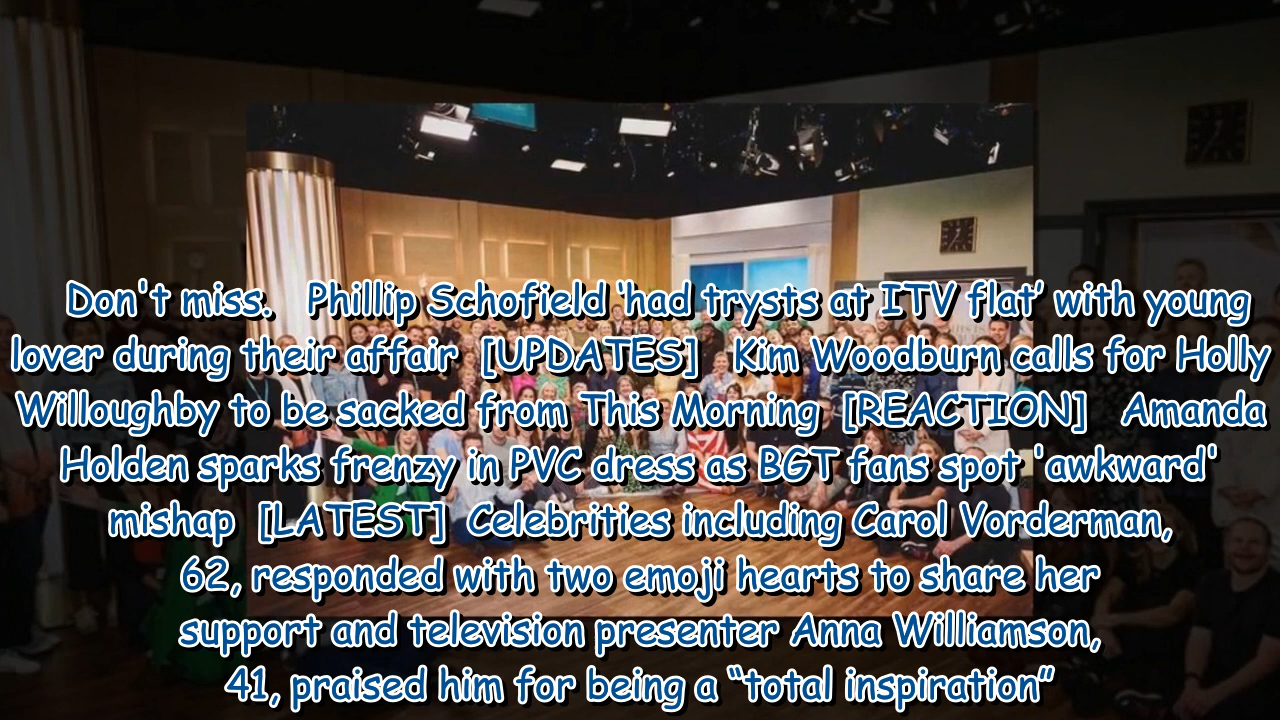 Don't miss. Phillip Schofield ‘had trysts at ITV flat’ with young
lover during their affair [UPDATES] Kim Woodburn calls for Holly
Willoughby to be sacked from This Morning [REACTION] Amanda
Holden sparks frenzy in PVC dress as BGT fans spot 'awkward'
mishap [LATEST] Celebrities including Carol Vorderman,
62, responded with two emoji hearts to share her
support and television presenter Anna Williamson,
41, praised him for being a “total inspiration”